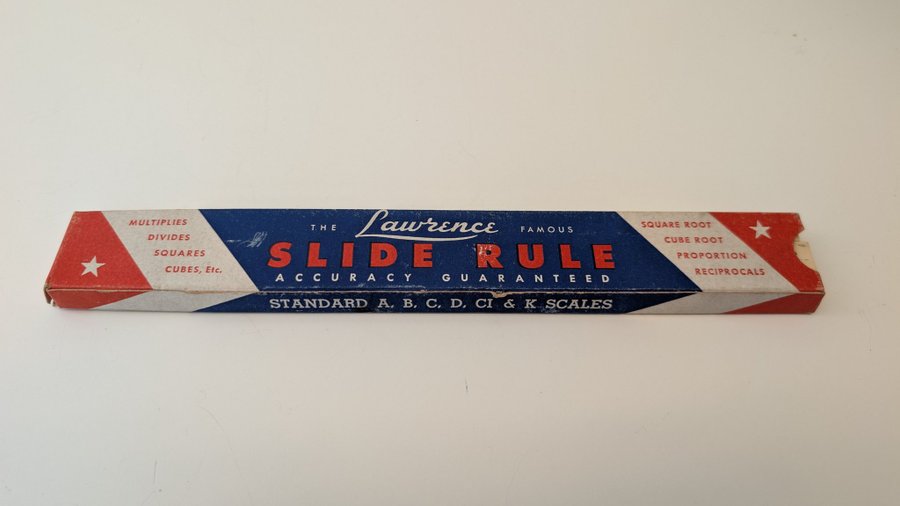 MULTIPLIES
DIVIDES
SQUARES
CUBES, Etc.
THE Lawrence FAMOUS
SLIDE RULE
ACCURACY GUARANTEED
SQUARE ROOT
CUBE ROOT
PROPORTION
RECIPROCALS
STANDARD A, B, C, D, CI & K SCALES